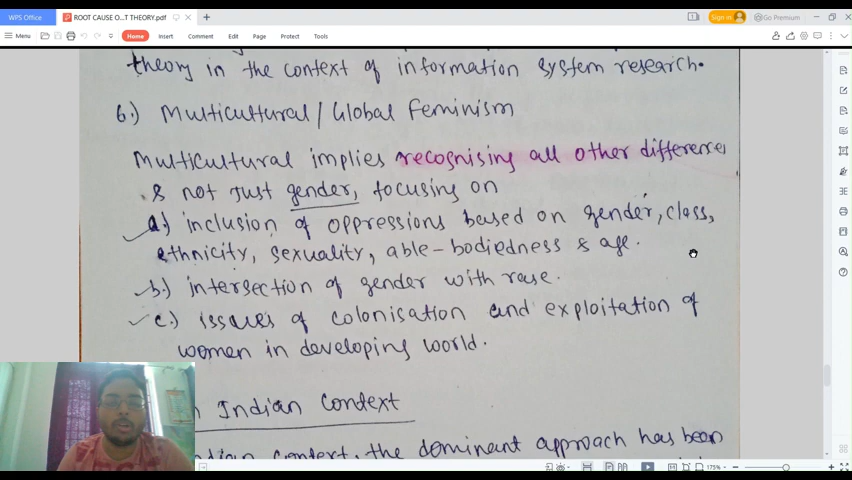 WPS Office
ROOT CAUSE O...T THEORY.pdf
Sign in
Go Premium
Menu
Home
Insert
Comment
Edit
Page
Protect
Tools
theory in the context of information system research.
6.) Multicultural / Global Feminism
Multicultural implies recognising all other differences
& not just gender, focusing on
a.) inclusion of oppressions based on gender, class,
ethnicity, sexuality, able-bodiedness & age.
b.) intersection of gender with rase.
c.) issues of colonisation and exploitation of
women in developing world.
n Indian Context
ndian context, the dominant approach has been
175%